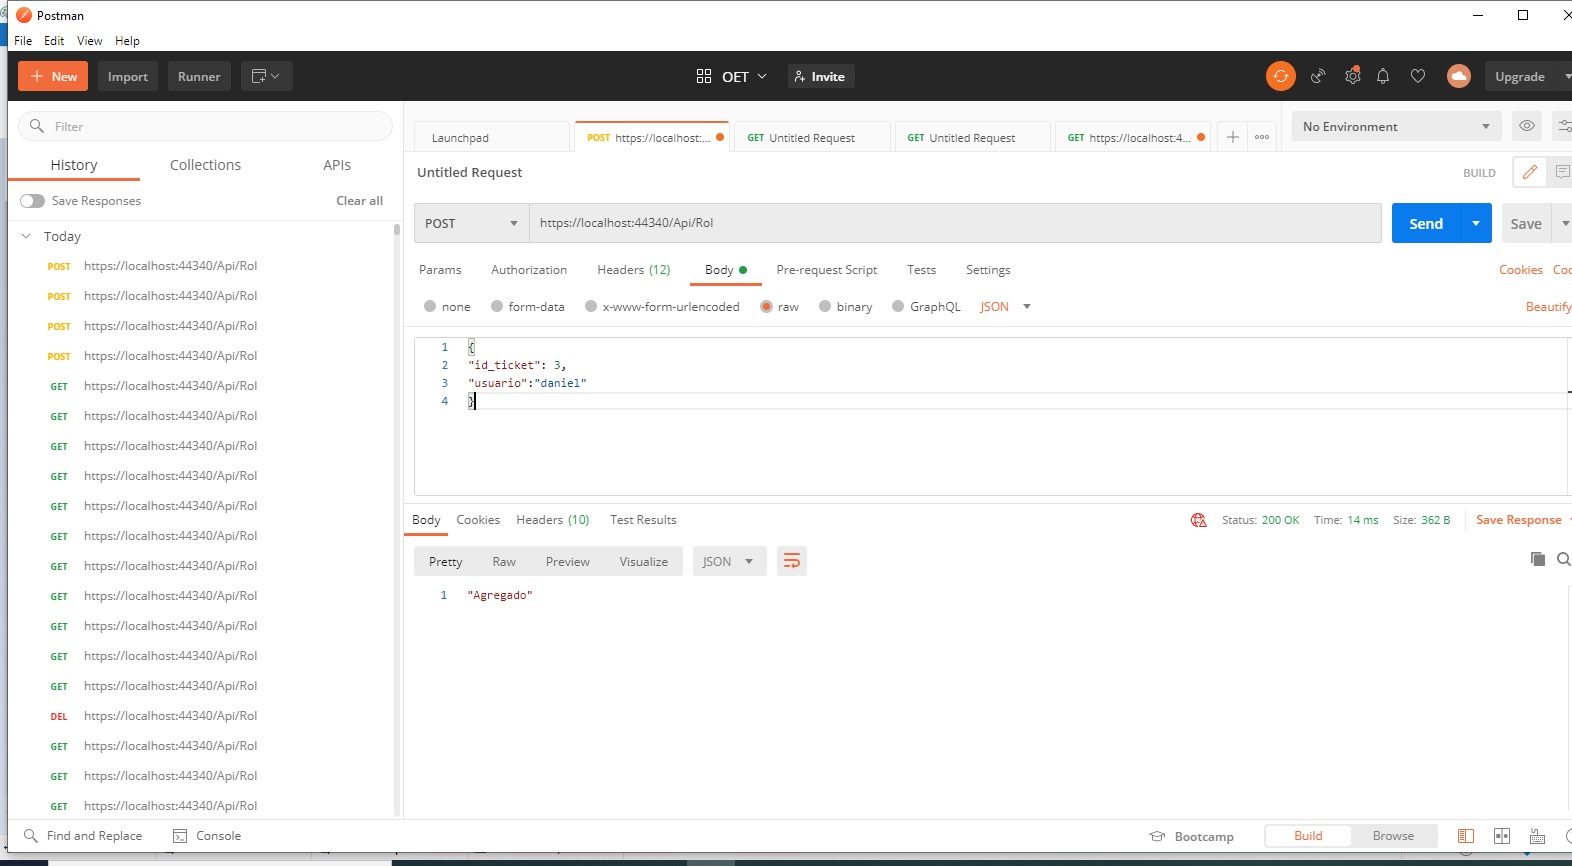 Postman
File Edit View Help
New Import Runner OET Invite Upgrade
Filter
History Collections APIs
Save Responses Clear all
Today
POST https://localhost:44340/Api/Rol
POST https://localhost:44340/Api/Rol
POST https://localhost:44340/Api/Rol
POST https://localhost:44340/Api/Rol
GET https://localhost:44340/Api/Rol
GET https://localhost:44340/Api/Rol
GET https://localhost:44340/Api/Rol
GET https://localhost:44340/Api/Rol
GET https://localhost:44340/Api/Rol
GET https://localhost:44340/Api/Rol
GET https://localhost:44340/Api/Rol
GET https://localhost:44340/Api/Rol
GET https://localhost:44340/Api/Rol
GET https://localhost:44340/Api/Rol
GET https://localhost:44340/Api/Rol
DEL https://localhost:44340/Api/Rol
GET https://localhost:44340/Api/Rol
GET https://localhost:44340/Api/Rol
GET https://localhost:44340/Api/Rol
Launchpad POST https://localhost:... GET Untitled Request GET Untitled Request GET https://localhost:4... No Environment
Untitled Request BUILD
POST https://localhost:44340/Api/Rol Send Save
Params Authorization Headers (12) Body Pre-request Script Tests Settings Cookies
none form-data x-www-form-urlencoded raw binary GraphQL JSON Beautify
1 {
2 "id_ticket": 3,
3 "usuario":"daniel"
4 }
Body Cookies Headers (10) Test Results Status: 200 OK Time: 14 ms Size: 362 B Save Response
Pretty Raw Preview Visualize JSON
1 "Agregado"
Find and Replace Console Bootcamp Build Browse